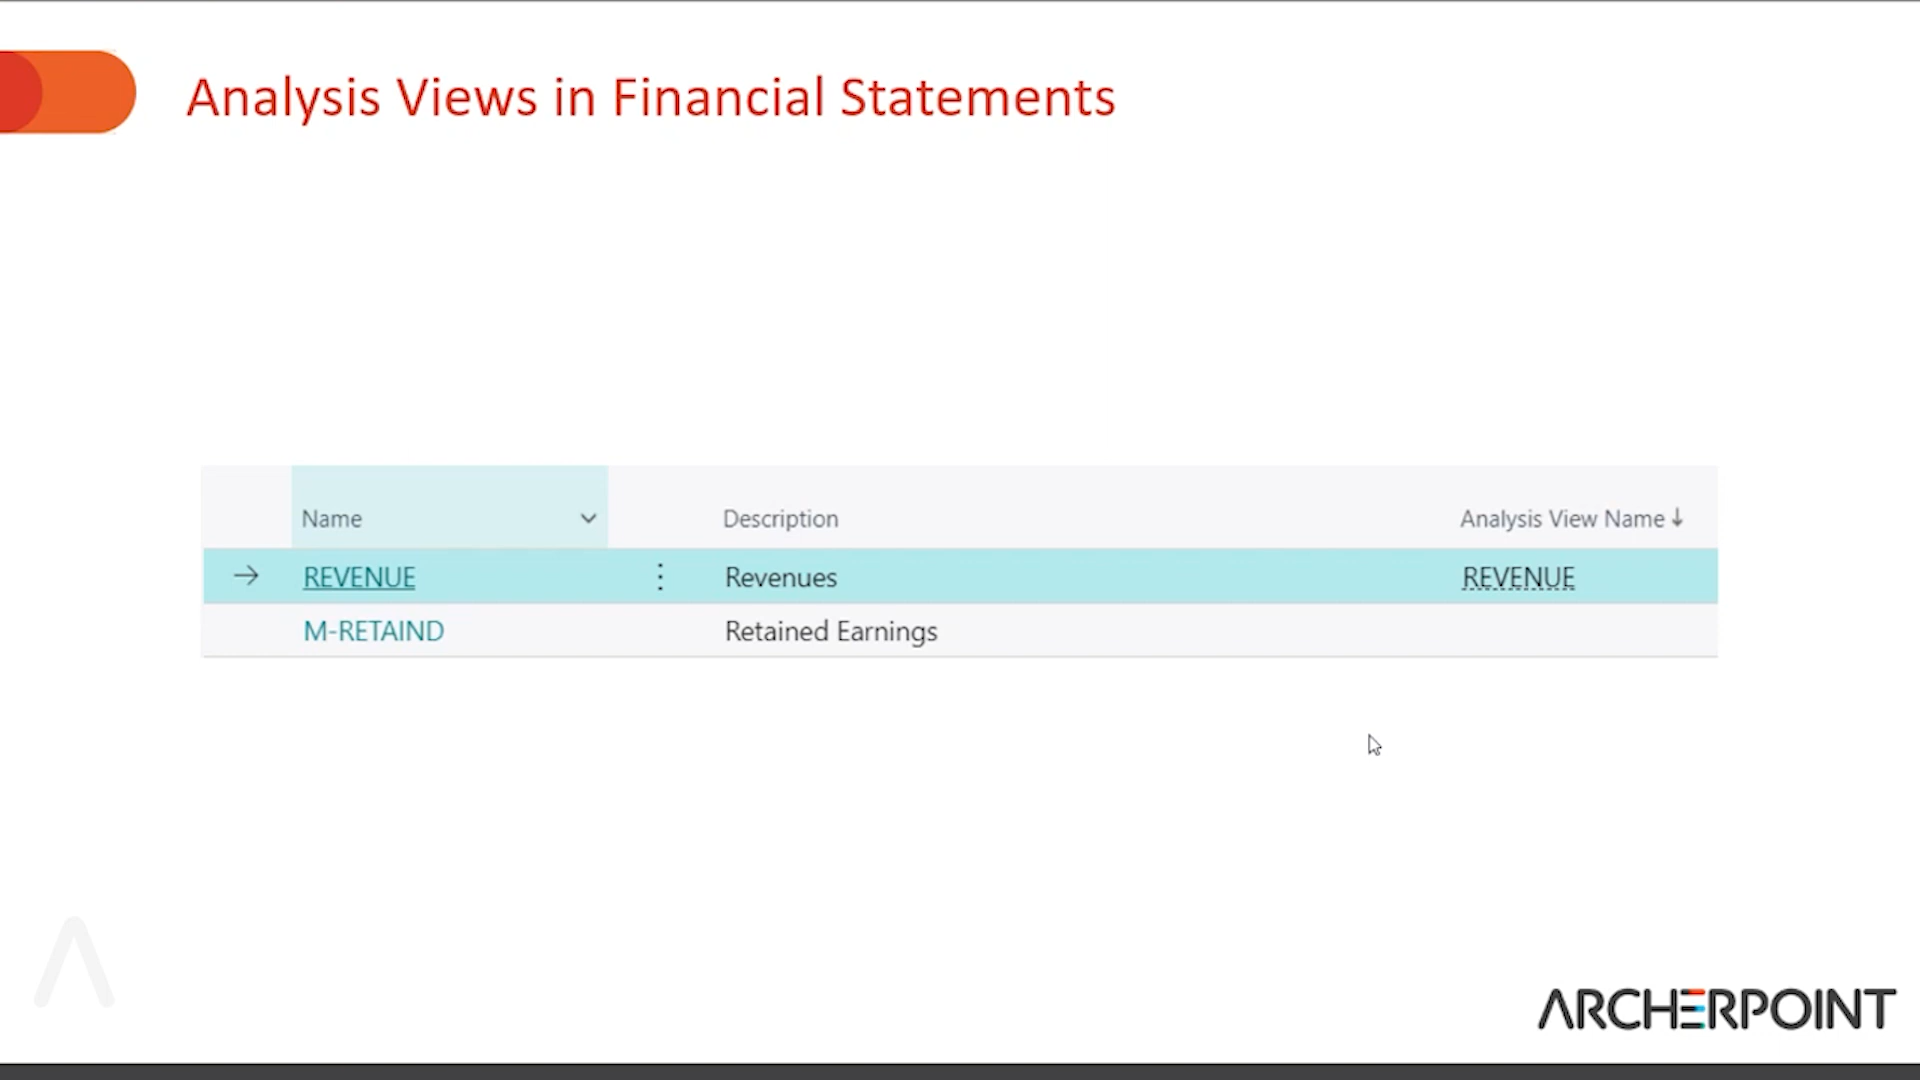 Analysis Views in Financial Statements
Name Description Analysis View Name
REVENUE Revenues REVENUE
M-RETAIND Retained Earnings
ARCHERPOINT